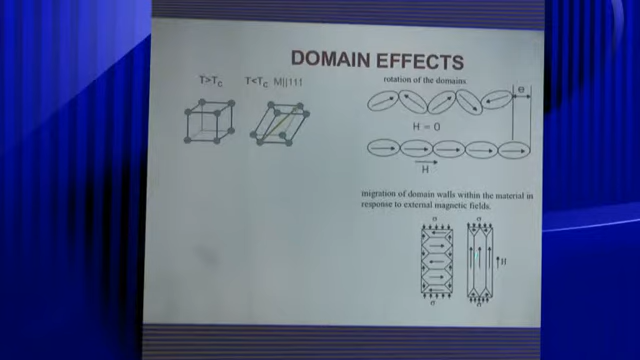 DOMAIN EFFECTS
T>Tc T<Tc M||111
rotation of the domains.
e
H = 0
H
migration of domain walls within the material in
response to external magnetic fields.
σ σ
H
σ σ